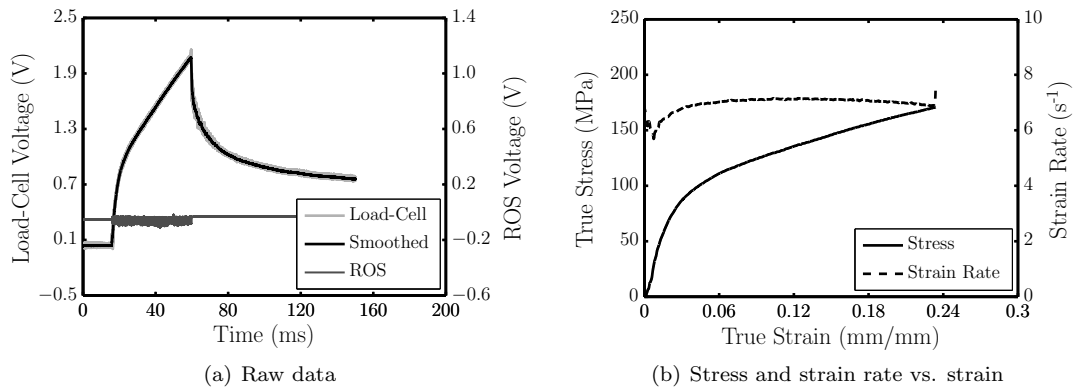 2.5
1.9
1.3
0.7
0.1
−0.5
Load-Cell Voltage (V)
1.4
1.0
0.6
0.2
−0.2
−0.6
ROS Voltage (V)
Load-Cell
Smoothed
ROS
0 40 80 120 160 200
Time (ms)
(a) Raw data
250
200
150
100
50
0
True Stress (MPa)
10
8
6
4
2
0
Strain Rate (s-1)
Stress
Strain Rate
0 0.06 0.12 0.18 0.24 0.3
True Strain (mm/mm)
(b) Stress and strain rate vs. strain